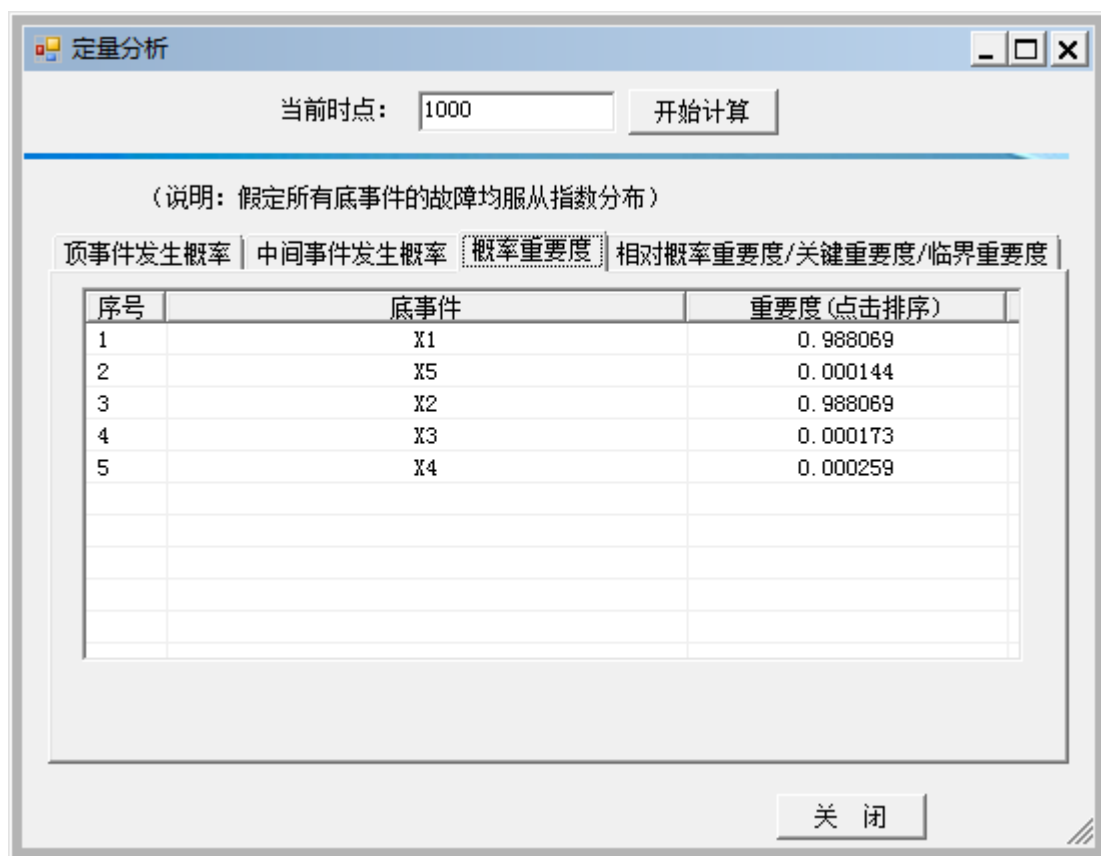 定量分析
当前时点： 1000 开始计算
（说明：假定所有底事件的故障均服从指数分布）
顶事件发生概率 中间事件发生概率 概率重要度 相对概率重要度/关键重要度/临界重要度
序号 底事件 重要度(点击排序)
1 X1 0.988069
2 X5 0.000144
3 X2 0.988069
4 X3 0.000173
5 X4 0.000259
关 闭